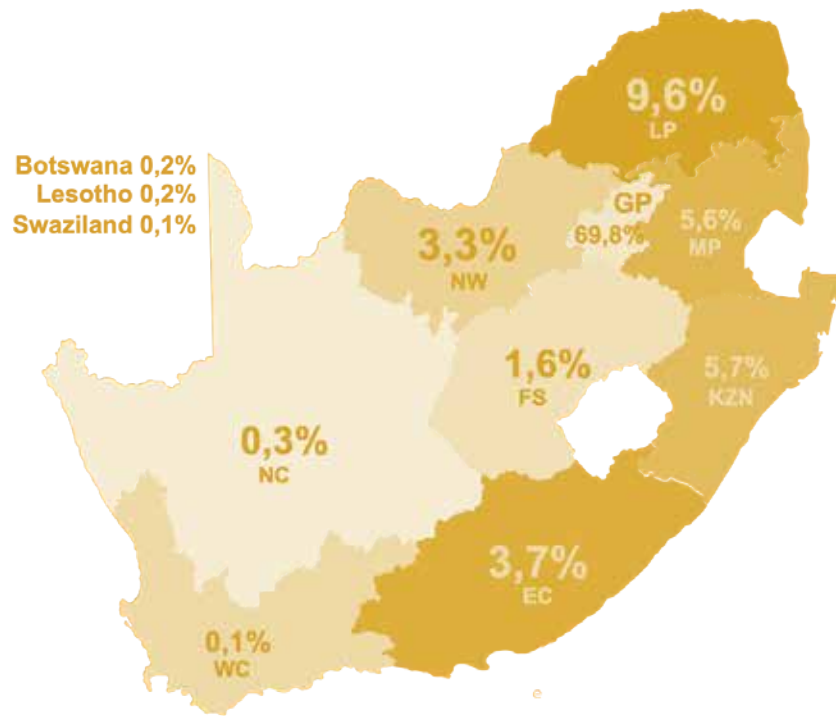 9,6%
LP
Botswana 0,2%
Lesotho 0,2%
Swaziland 0,1%
GP
69,8%
5,6%
MP
3,3%
NW
1,6%
FS
5,7%
KZN
0,3%
NC
3,7%
EC
0,1%
WC